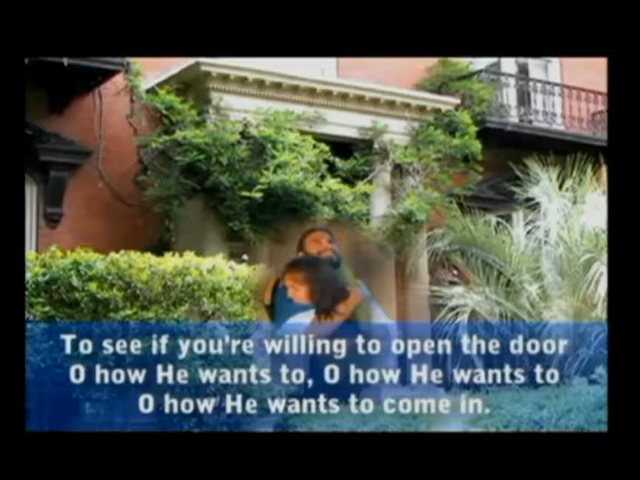 To see if you're willing to open the door
O how He wants to, O how He wants to
O how He wants to come in.